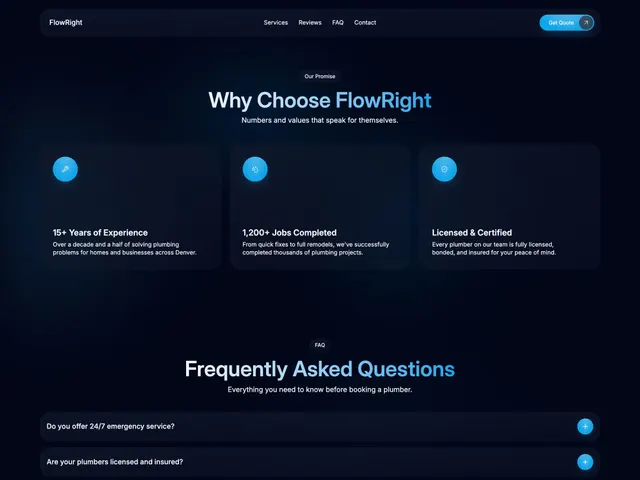 FlowRight
Services Reviews FAQ Contact
Get Quote
Our Promise
Why Choose FlowRight
Numbers and values that speak for themselves.
15+ Years of Experience
Over a decade and a half of solving plumbing
problems for homes and businesses across Denver.
1,200+ Jobs Completed
From quick fixes to full remodels, we've successfully
completed thousands of plumbing projects.
Licensed & Certified
Every plumber on our team is fully licensed,
bonded, and insured for your peace of mind.
FAQ
Frequently Asked Questions
Everything you need to know before booking a plumber.
Do you offer 24/7 emergency service?
Are your plumbers licensed and insured?